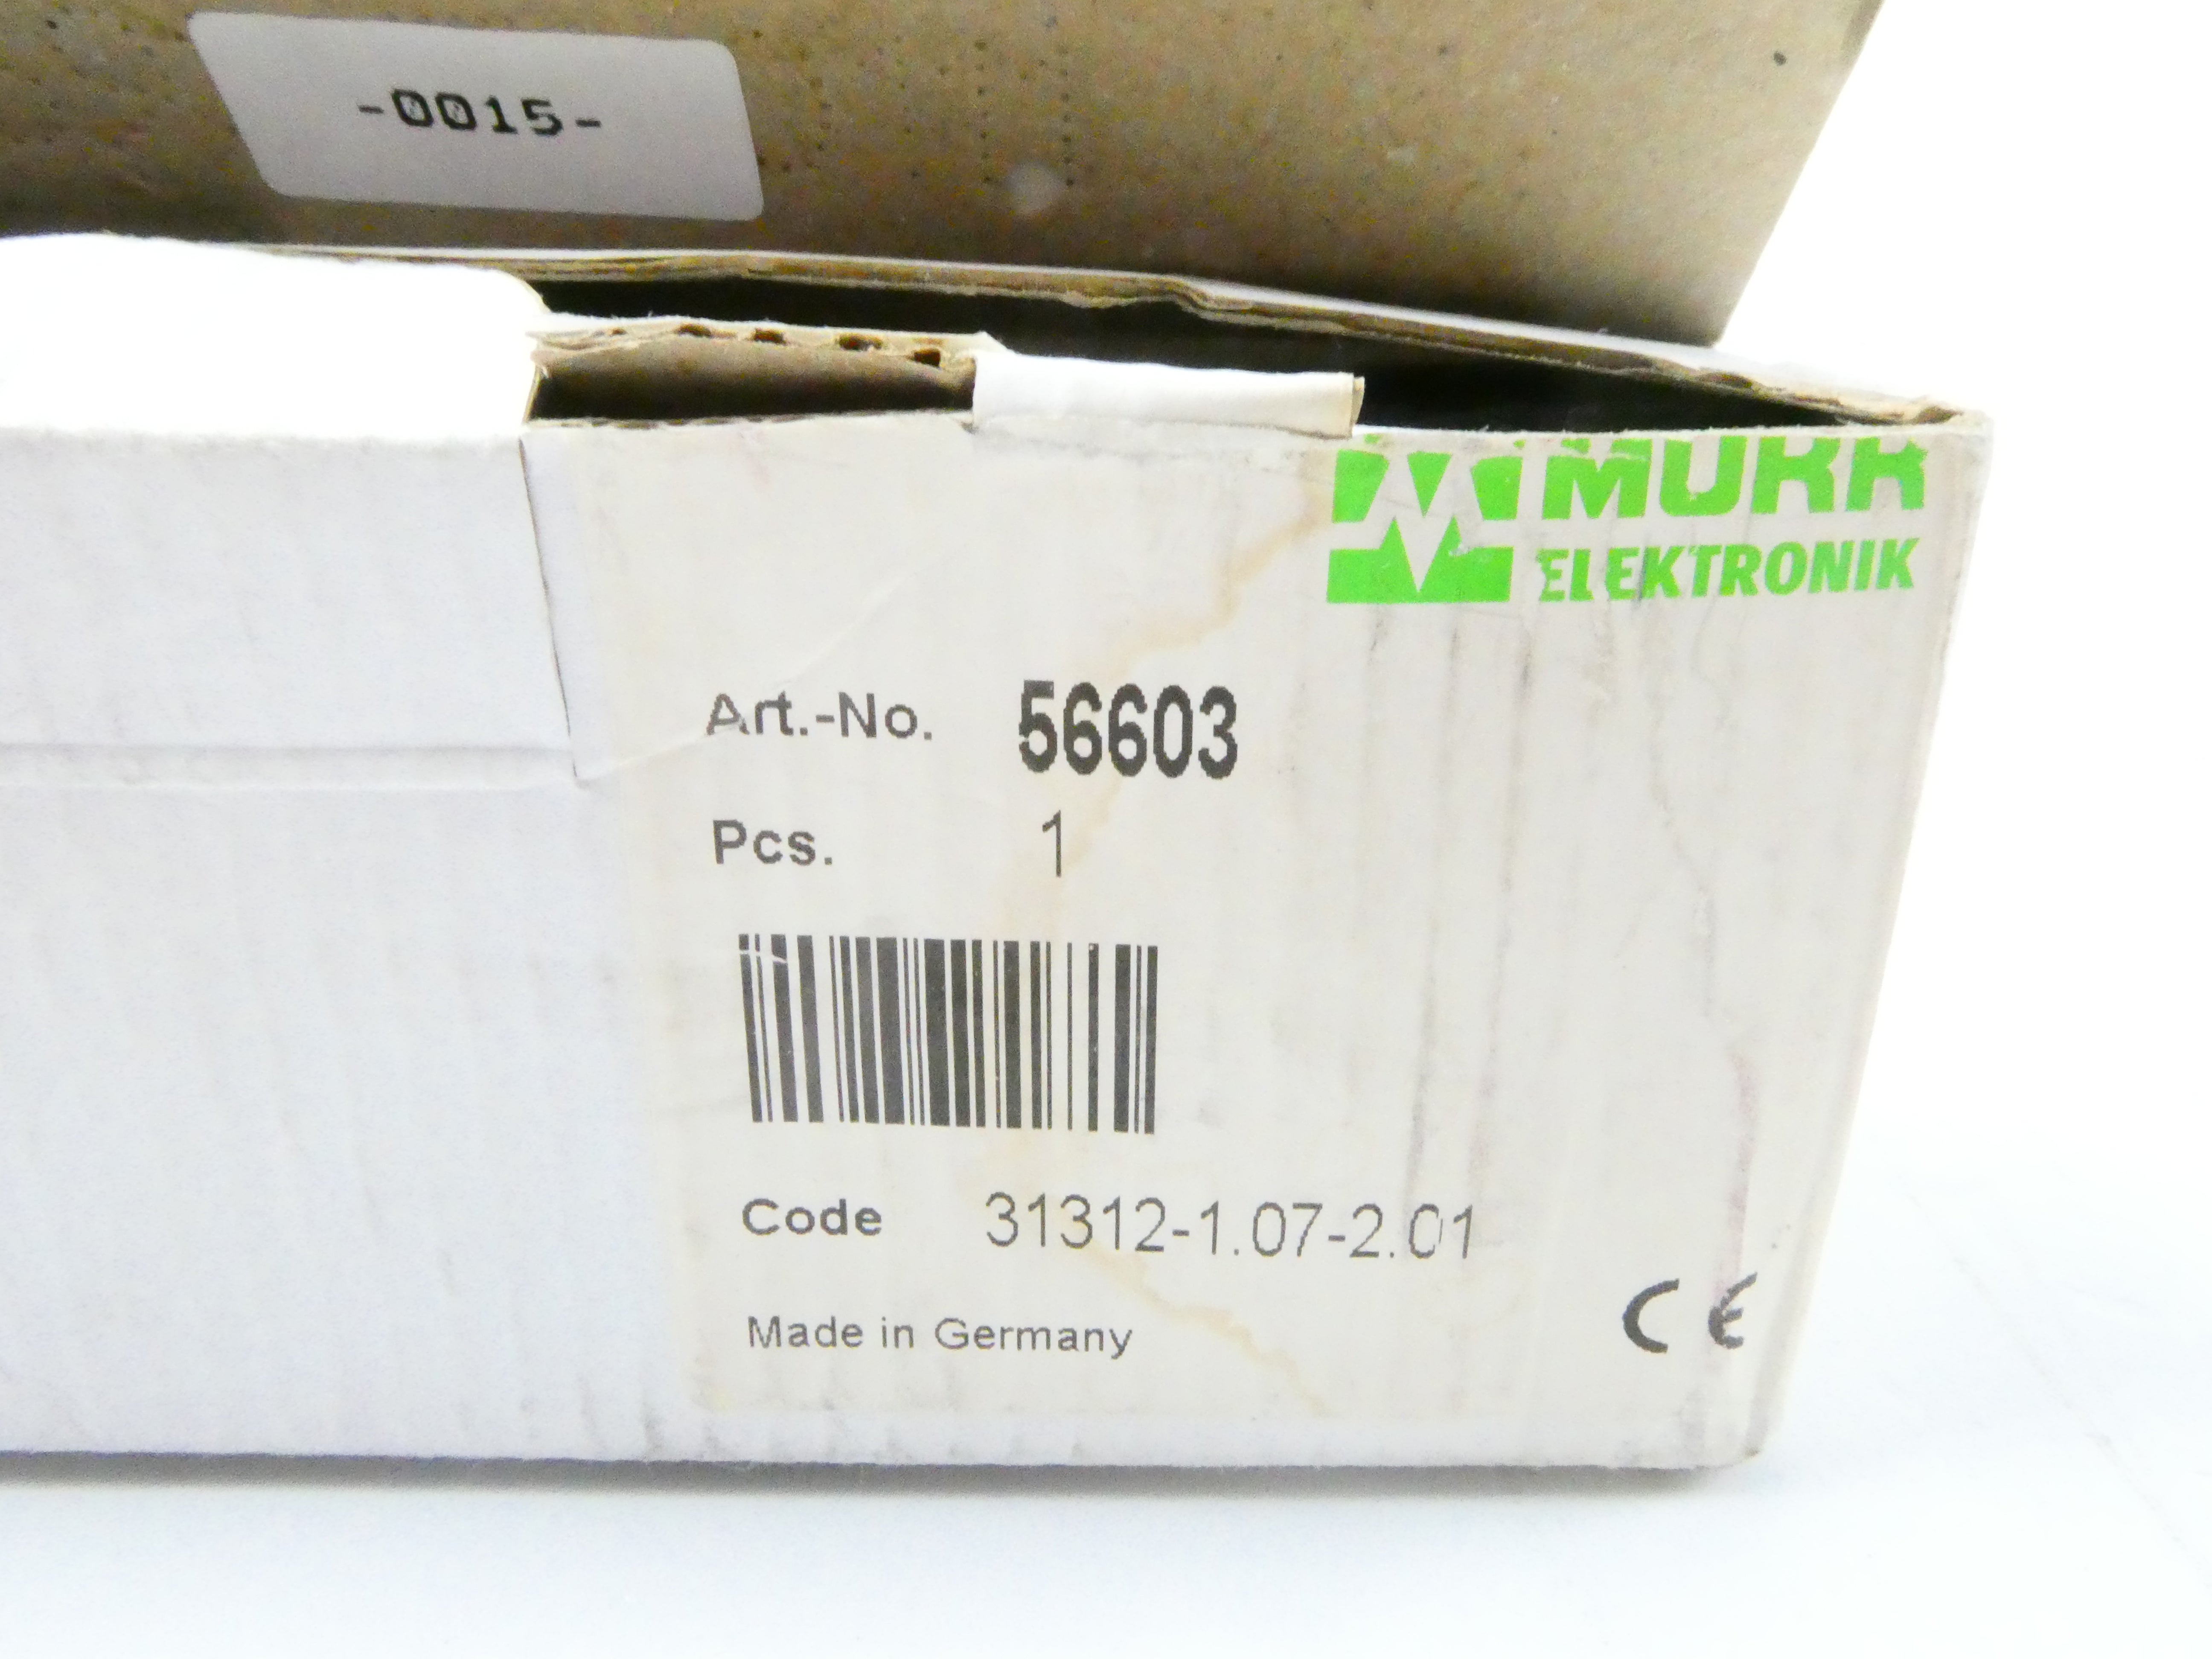 -0015-
MURR
ELEKTRONIK
Art.-No. 56603
Pcs. 1
Code 31312-1.07-2.01
Made in Germany
CE